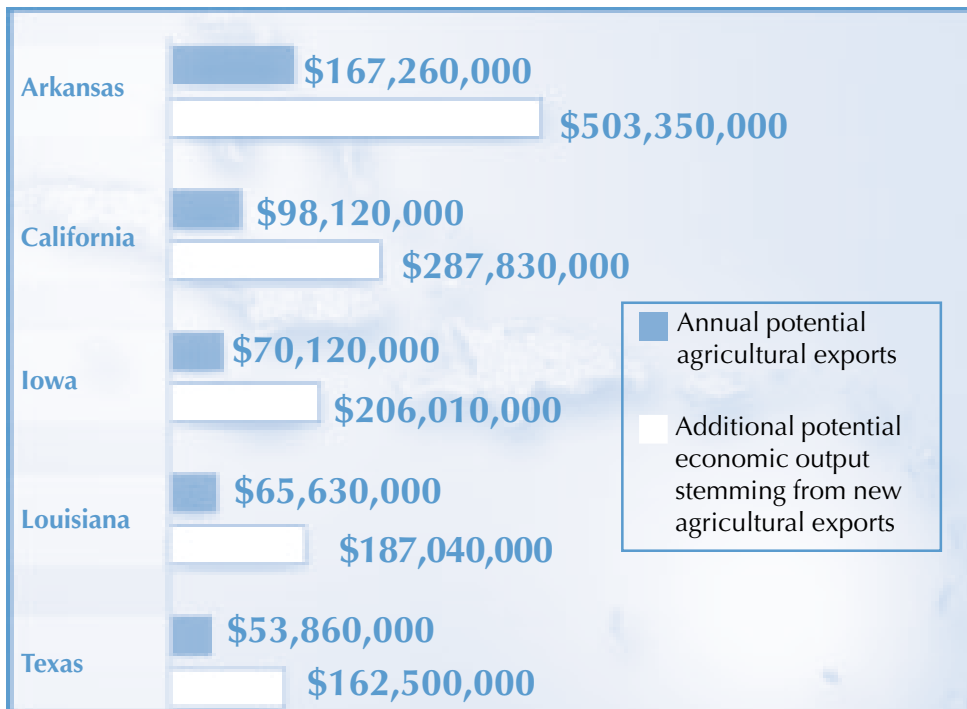 Arkansas
$167,260,000
$503,350,000
California
$98,120,000
$287,830,000
Iowa
$70,120,000
$206,010,000
Louisiana
$65,630,000
$187,040,000
Texas
$53,860,000
$162,500,000
Annual potential
agricultural exports
Additional potential
economic output
stemming from new
agricultural exports